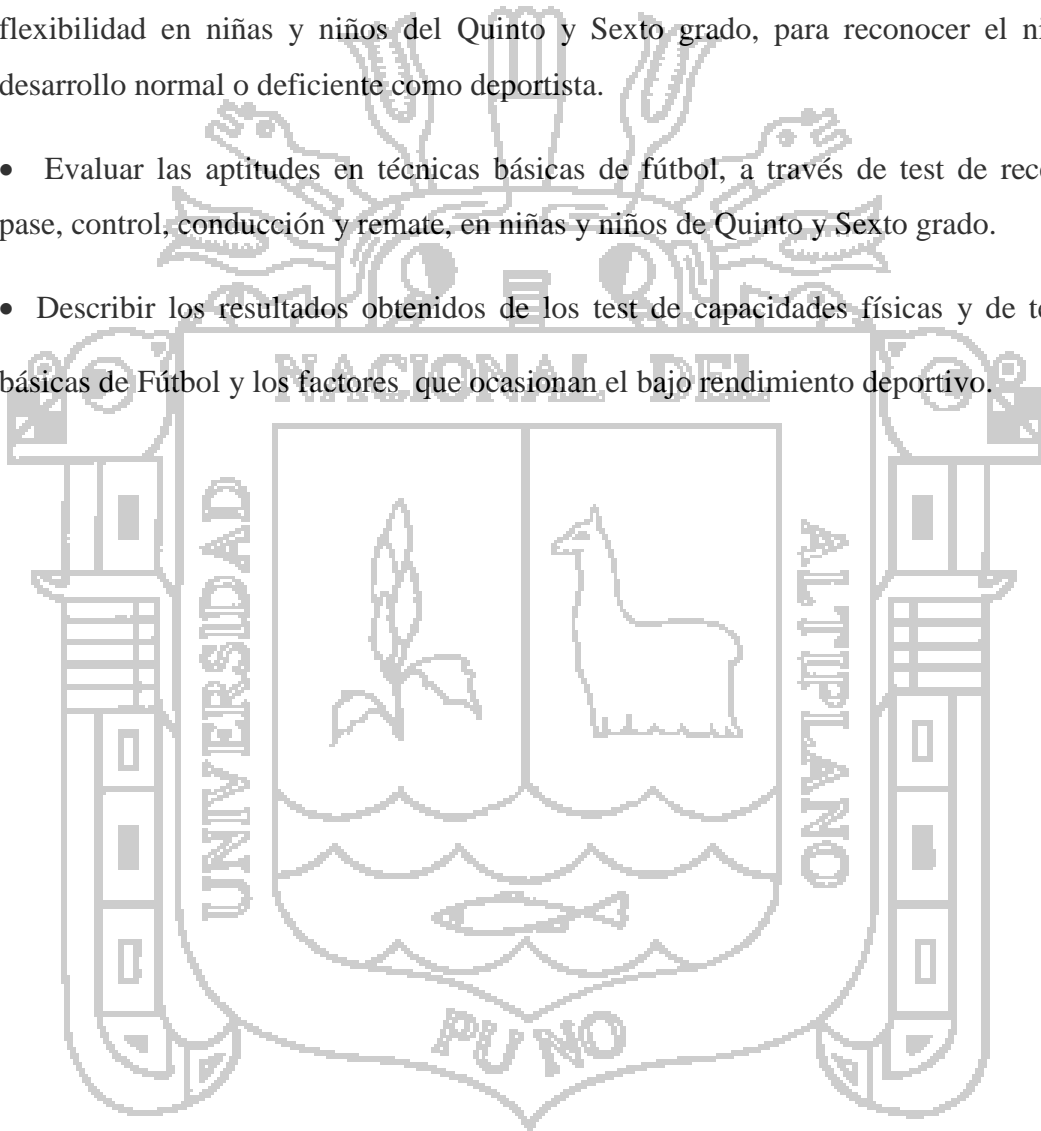 flexibilidad en niñas y niños del Quinto y Sexto grado, para reconocer el
desarrollo normal o deficiente como deportista.
• Evaluar las aptitudes en técnicas básicas de fútbol, a través de test de
pase, control, conducción y remate, en niñas y niños de Quinto y Sexto grado.
• Describir los resultados obtenidos de los test de capacidades físicas y de
básicas de Fútbol y los factores que ocasionan el bajo rendimiento deportivo.
NACIONAL DEL
UNIVERSIDAD
ALTIPLANO
PUNO